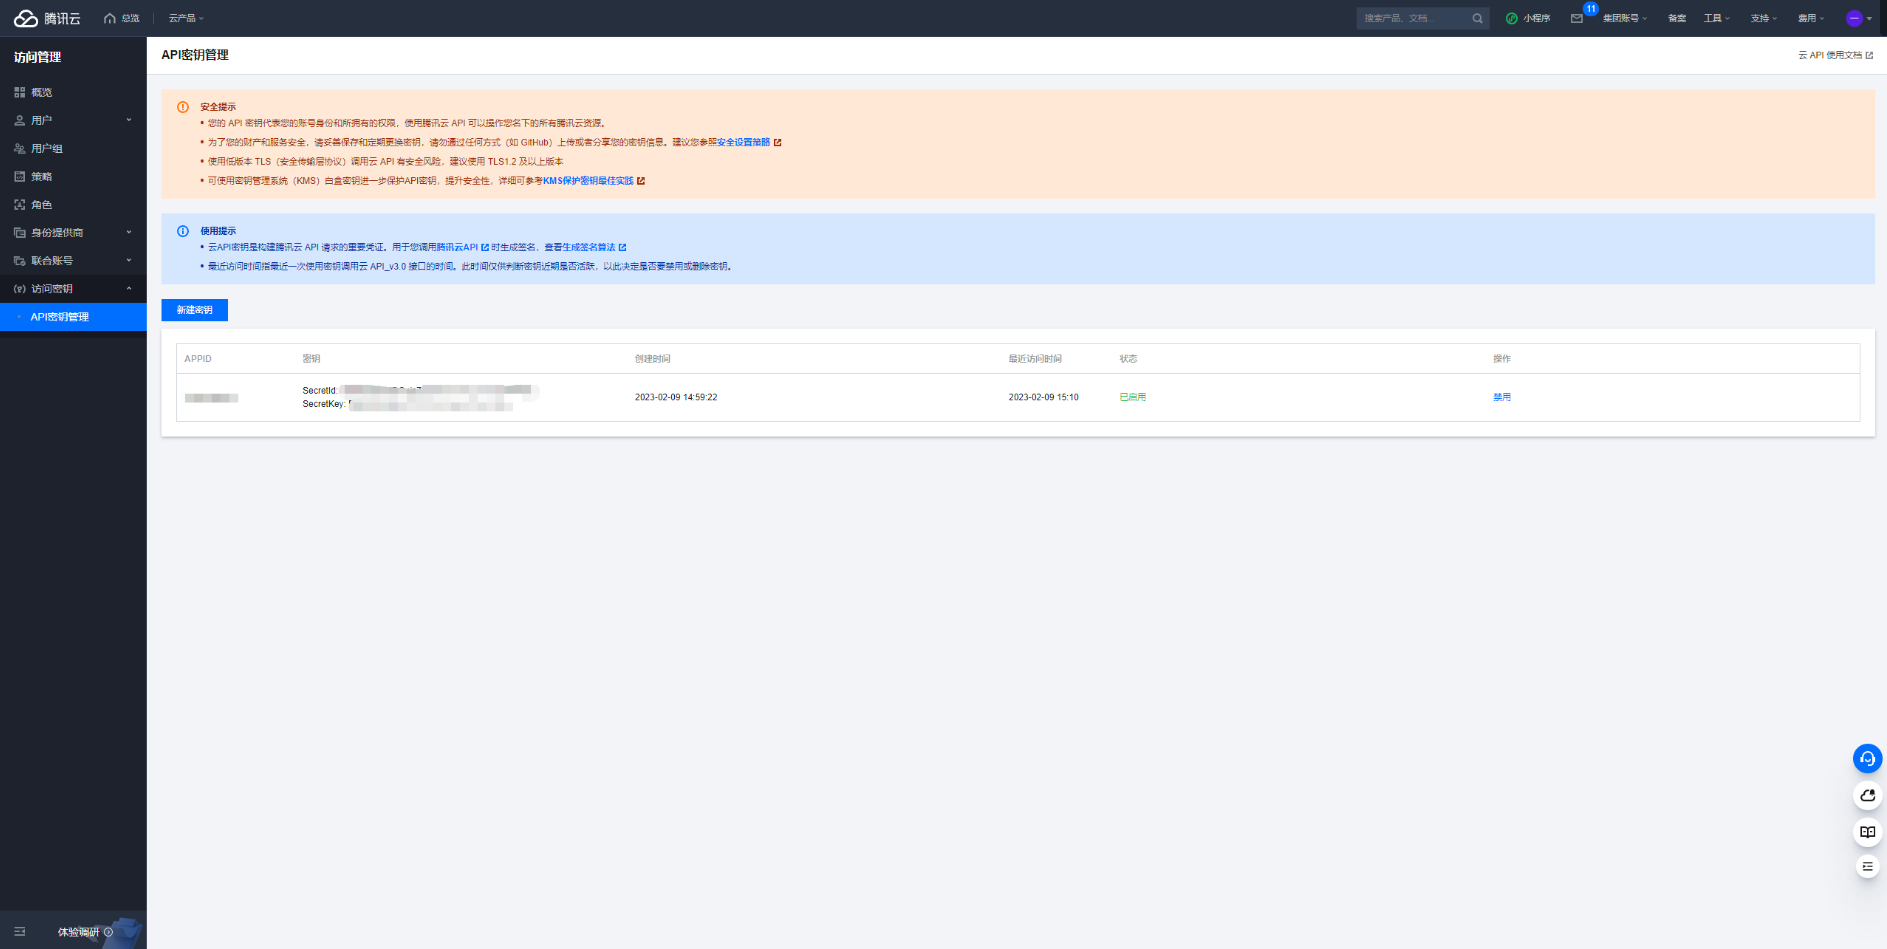 腾讯云
总览
云产品
搜索产品、文档...
小程序
11
集团账号
备案
工具
支持
费用
访问管理
概览
用户
用户组
策略
角色
身份提供商
联合账号
访问密钥
API密钥管理
体验调研
API密钥管理
云 API 使用文档
安全提示
• 您的 API 密钥代表您的账号身份和所拥有的权限，使用腾讯云 API 可以操作您名下的所有腾讯云资源。
• 为了您的财产和服务安全，请妥善保存和定期更换密钥，请勿通过任何方式（如 GitHub）上传或者分享您的密钥信息。建议您参照安全设置策略
• 使用低版本 TLS（安全传输层协议）调用云 API 有安全风险，建议使用 TLS1.2 及以上版本
• 可使用密钥管理系统（KMS）白盒密钥进一步保护API密钥，提升安全性，详细可参考KMS保护密钥最佳实践
使用提示
• 云API密钥是构建腾讯云 API 请求的重要凭证。用于您调用腾讯云API 时生成签名，查看生成签名算法
• 最近访问时间指最近一次使用密钥调用云 API_v3.0 接口的时间。此时间仅供判断密钥近期是否活跃，以此决定是否要禁用或删除密钥。
新建密钥
APPID 密钥 创建时间 最近访问时间 状态 操作
SecretId:
SecretKey:
2023-02-09 14:59:22 2023-02-09 15:10 已启用 禁用